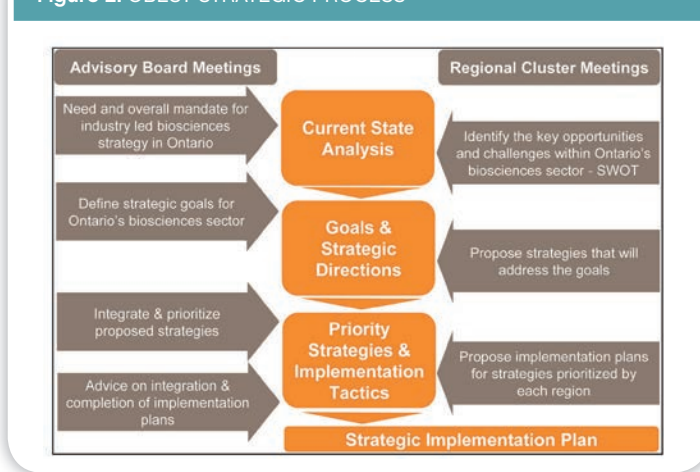 Advisory Board Meetings
Regional Cluster Meetings
Need and overall mandate for
industry led biosciences
strategy in Ontario
Current State
Analysis
Identify the key opportunities
and challenges within Ontario's
biosciences sector - SWOT
Define strategic goals for
Ontario's biosciences sector
Goals &
Strategic
Directions
Propose strategies that will
address the goals
Integrate & prioritize
proposed strategies
Priority
Strategies &
Implementation
Tactics
Propose implementation plans
for strategies prioritized by
each region
Advice on integration &
completion of implementation
plans
Strategic Implementation Plan